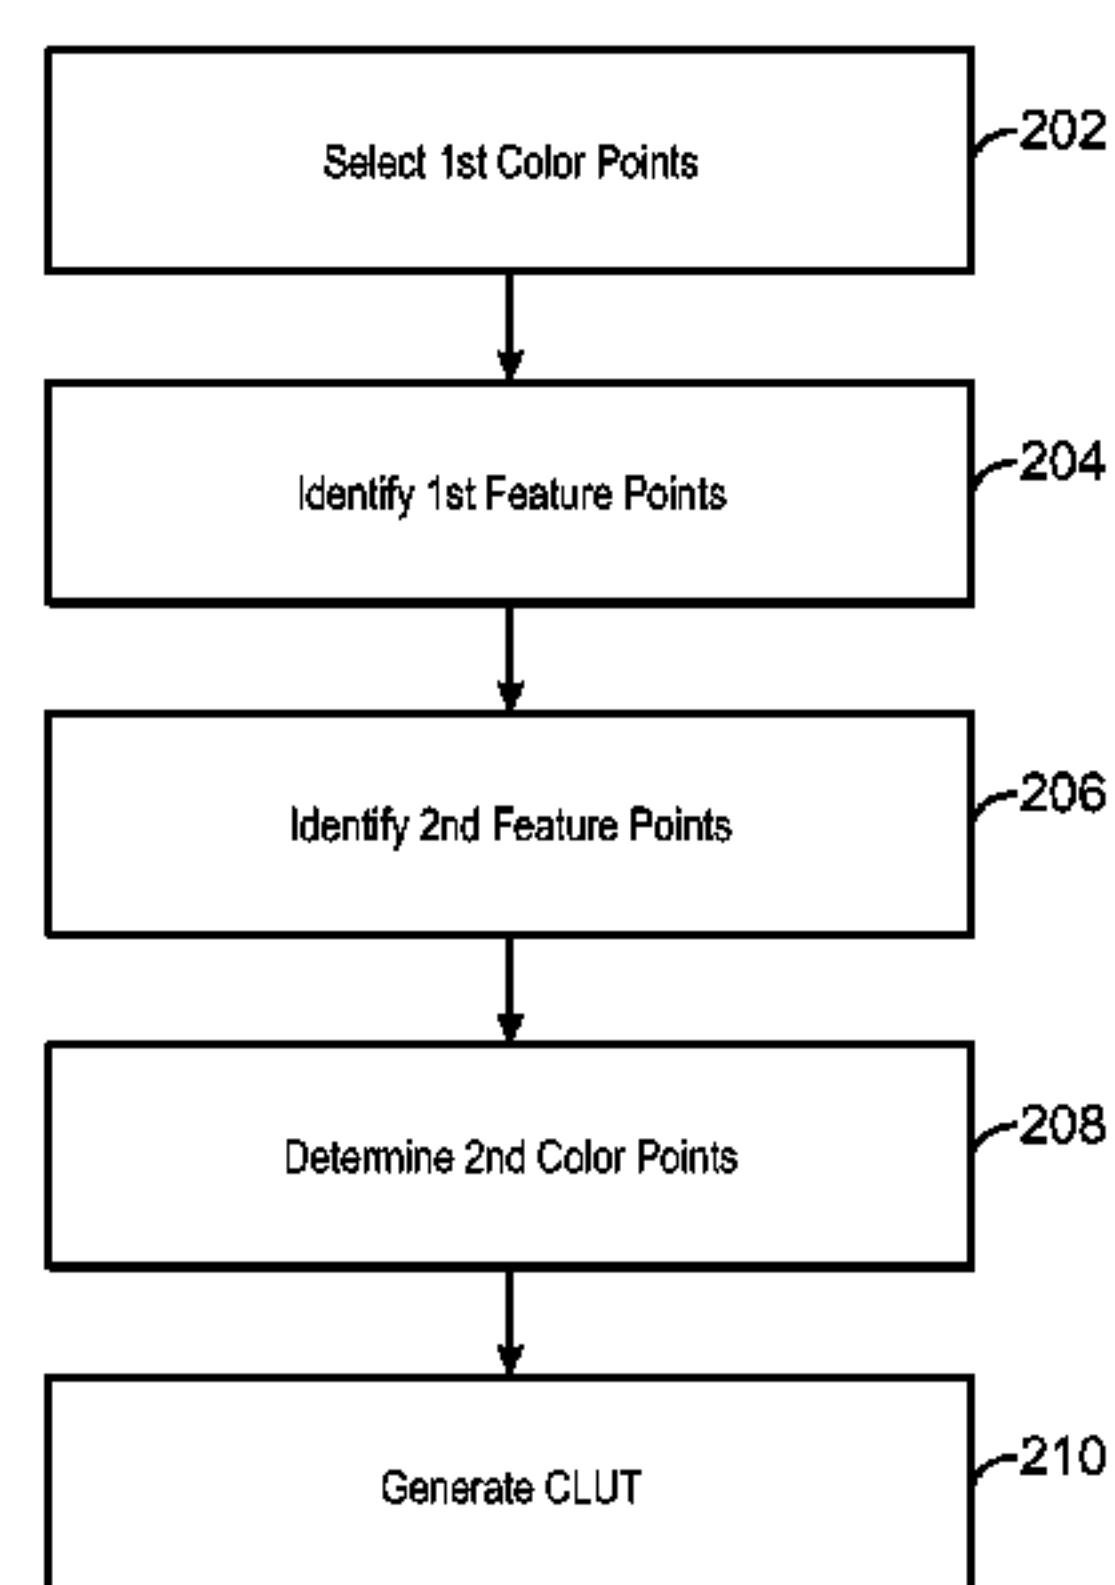 Select 1st Color Points
202
Identify 1st Feature Points
204
Identify 2nd Feature Points
206
Determine 2nd Color Points
208
Generate CLUT
210